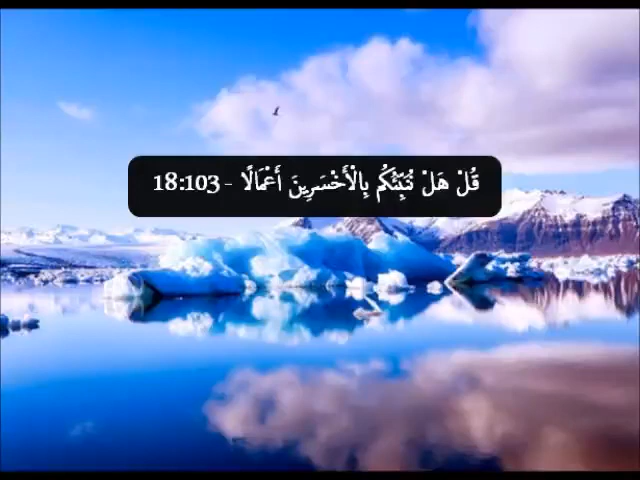 قُلْ هَلْ نُنَبِّئُكُم بِالْأَخْسَرِينَ أَعْمَالًا - 18:103